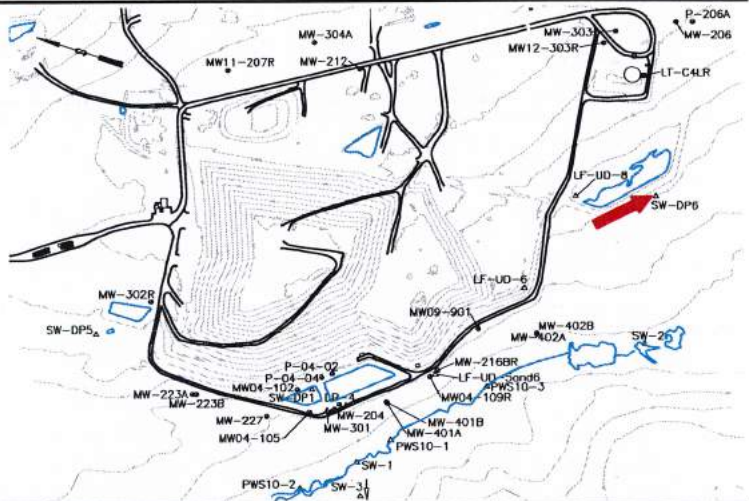 P-206A
MW-304A
MW-303
MW-206
MW12-303R
MW-212
MW11-207R
LT-C4LR
LF-UD-8
SW-DP6
LF-UD-6
MW-302R
MW09-901
SW-DP5
MW-402B
MW-402A
SW-2
P-04-02
MW-216BR
P-04-04
LF-UD-5and6
MW04-102
PWS10-3
MW-223A
SW-DP1
DP-4
MW04-109R
MW-223B
MW-204
MW-227
MW-401B
MW-301
MW04-105
MW-401A
PWS10-1
SW-1
PWS10-2
SW-3